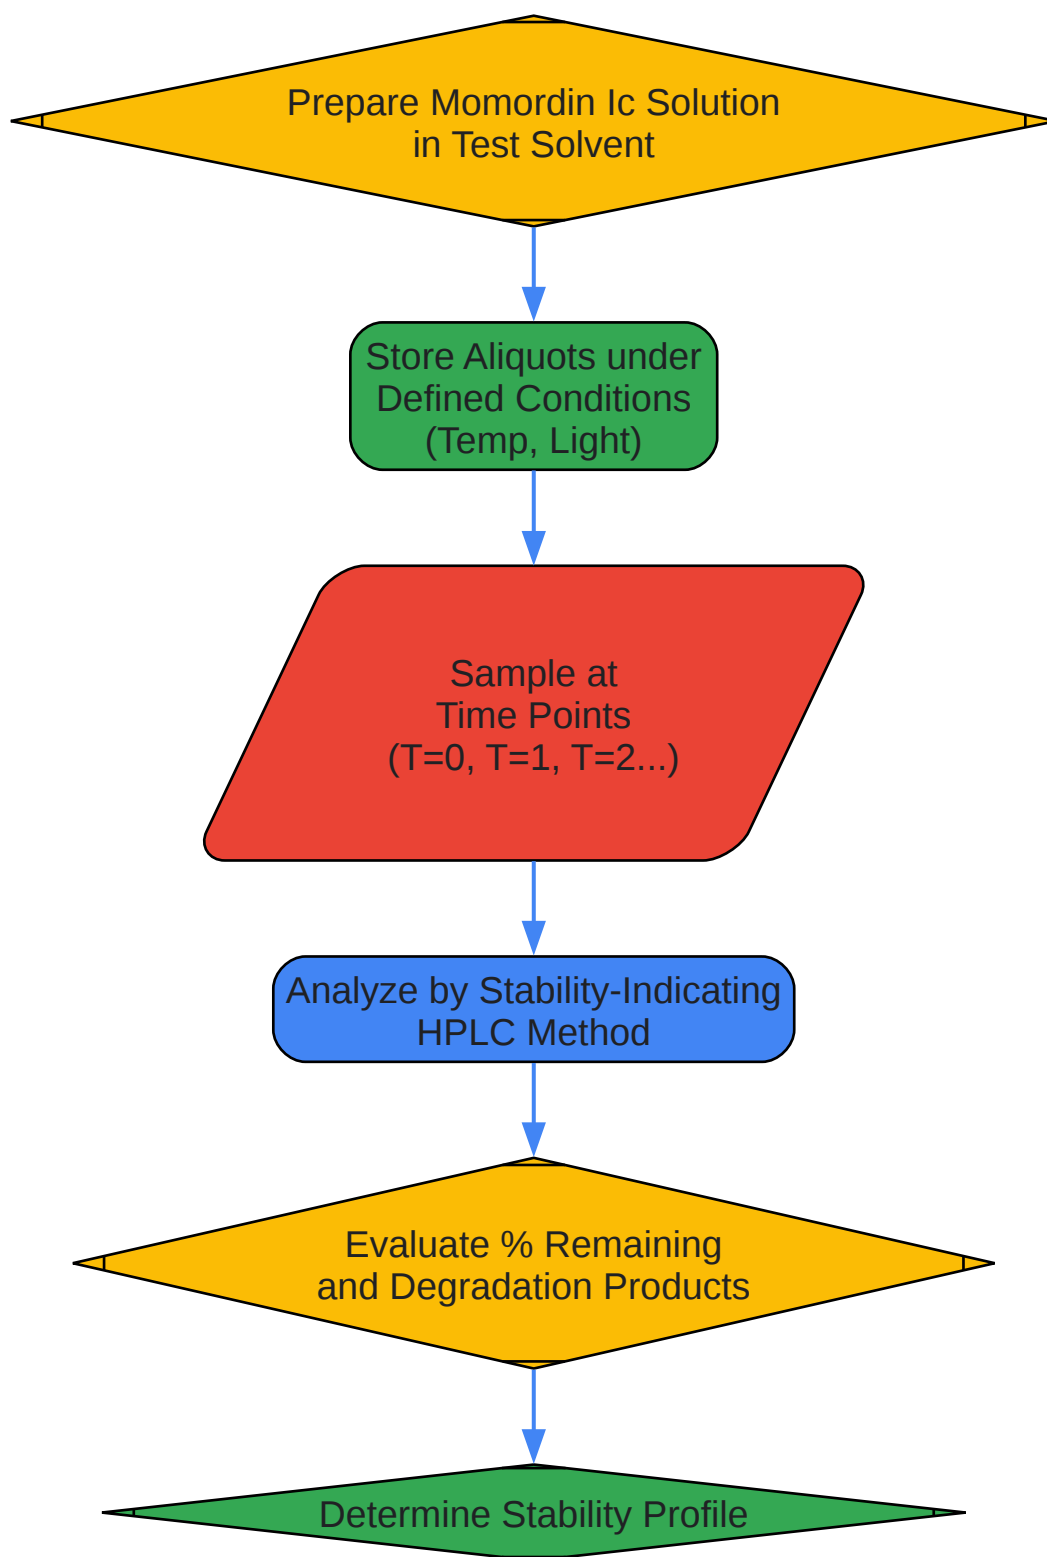 Prepare Momordin Ic Solution
in Test Solvent
Store Aliquots under
Defined Conditions
(Temp, Light)
Sample at
Time Points
(T=0, T=1, T=2...)
Analyze by Stability-Indicating
HPLC Method
Evaluate % Remaining
and Degradation Products
Determine Stability Profile